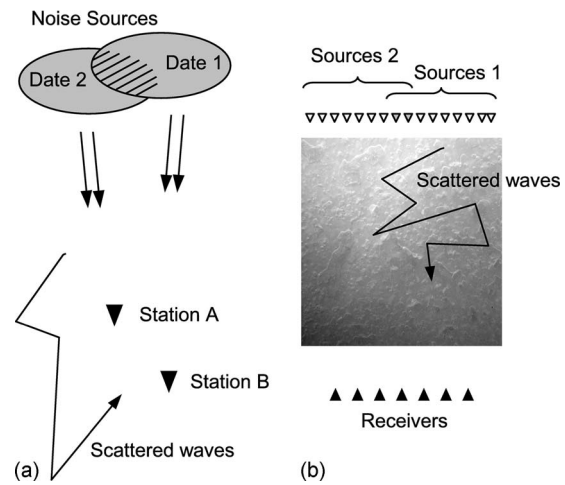 Noise Sources
Date 2
Date 1
Station A
Station B
Scattered waves
(a)
Sources 2
Sources 1
Scattered waves
Receivers
(b)